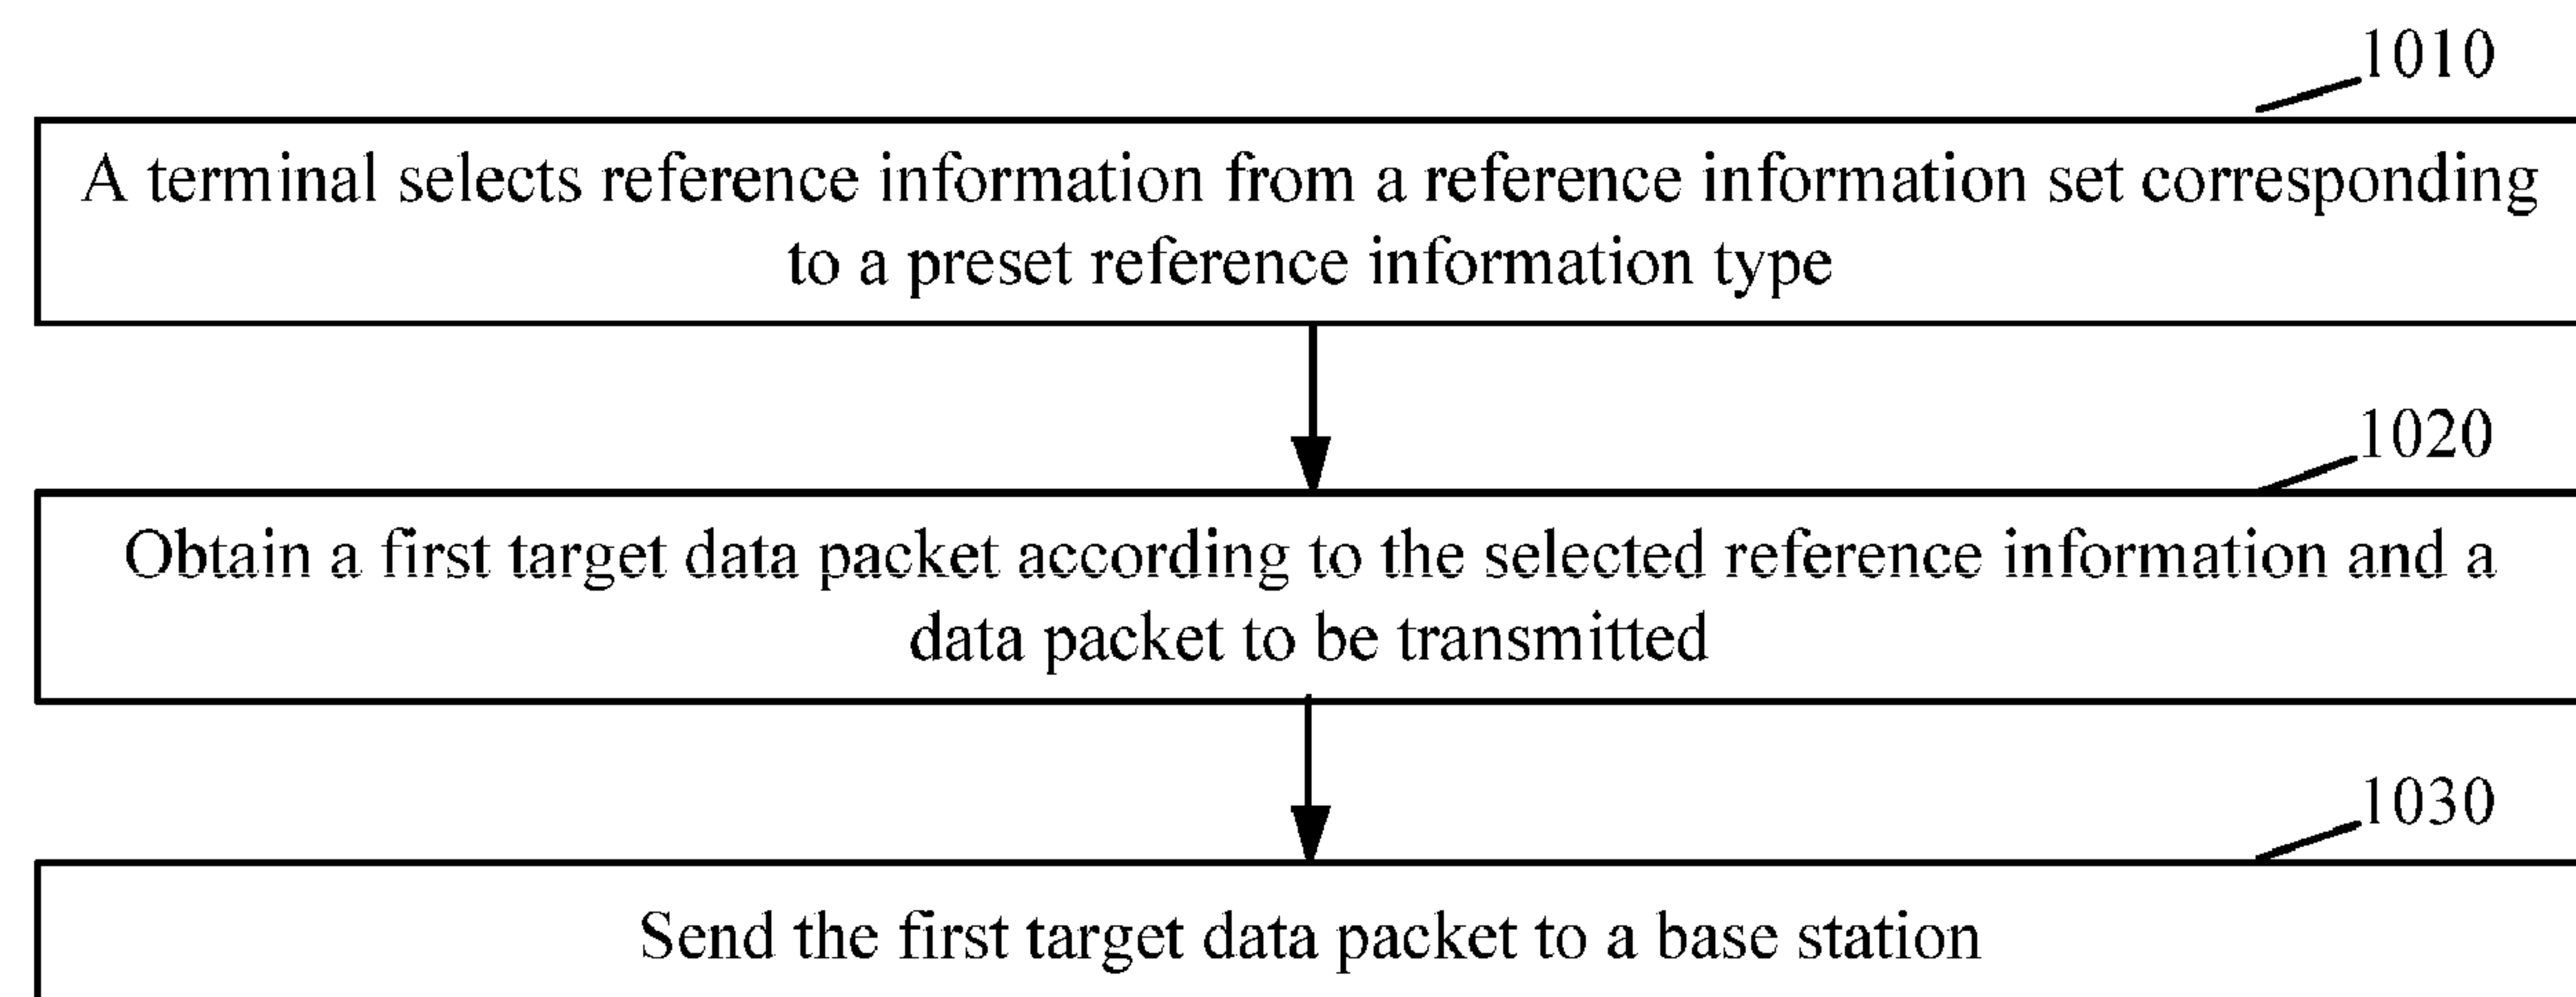 1010
A terminal selects reference information from a reference information set corresponding
to a preset reference information type
1020
Obtain a first target data packet according to the selected reference information and a
data packet to be transmitted
1030
Send the first target data packet to a base station